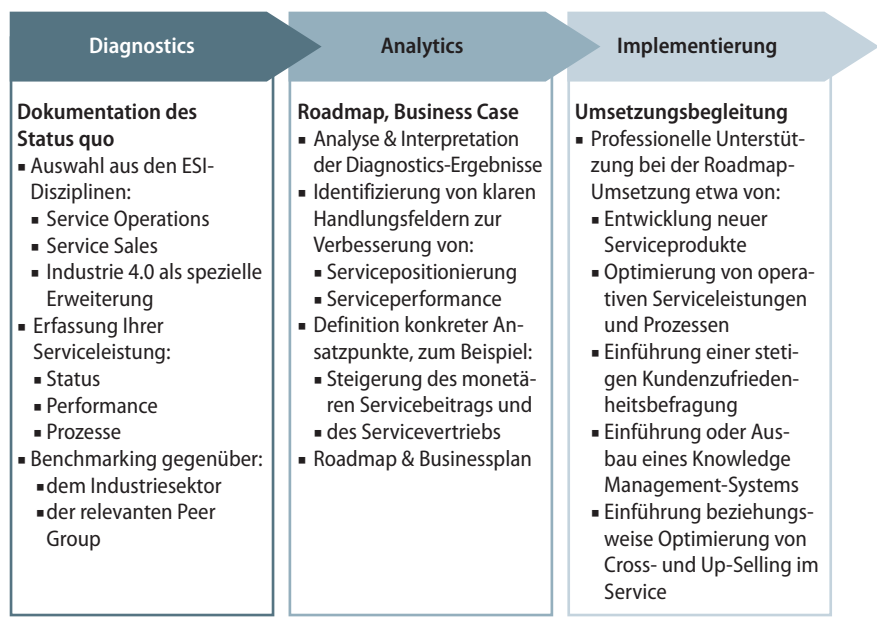 Diagnostics
Analytics
Implementierung
Dokumentation des
Status quo
▪ Auswahl aus den ESI-
Disziplinen:
▪ Service Operations
▪ Service Sales
▪ Industrie 4.0 als spezielle
Erweiterung
▪ Erfassung Ihrer
Serviceleistung:
▪ Status
▪ Performance
▪ Prozesse
▪ Benchmarking gegenüber:
▪ dem Industriesektor
▪ der relevanten Peer
Group
Roadmap, Business Case
▪ Analyse & Interpretation
der Diagnostics-Ergebnisse
▪ Identifizierung von klaren
Handlungsfeldern zur
Verbesserung von:
▪ Servicepositionierung
▪ Serviceperformance
▪ Definition konkreter An-
satzpunkte, zum Beispiel:
▪ Steigerung des monetä-
ren Servicebeitrags und
▪ des Servicevertriebs
▪ Roadmap & Businessplan
Umsetzungsbegleitung
▪ Professionelle Unterstüt-
zung bei der Roadmap-
Umsetzung etwa von:
▪ Entwicklung neuer
Serviceprodukte
▪ Optimierung von opera-
tiven Serviceleistungen
und Prozessen
▪ Einführung einer steti-
gen Kundenzufrieden-
heitsbefragung
▪ Einführung oder Aus-
bau eines Knowledge
Management-Systems
▪ Einführung beziehungs-
weise Optimierung von
Cross- und Up-Selling im
Service